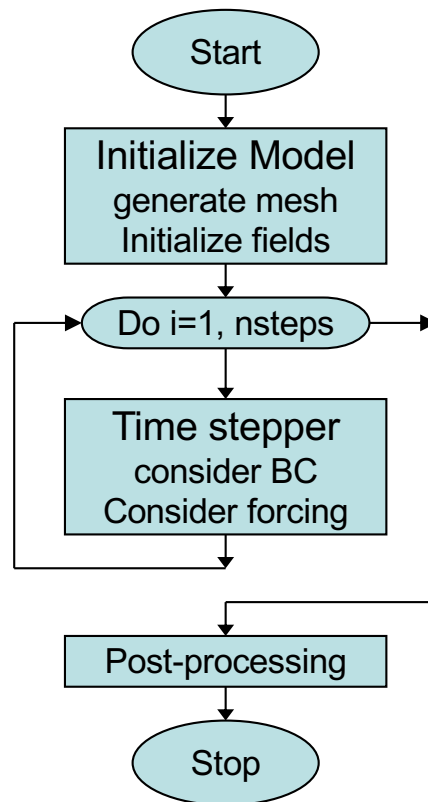 Start
Initialize Model
generate mesh
Initialize fields
Do i=1, nsteps
Time stepper
consider BC
Consider forcing
Post-processing
Stop